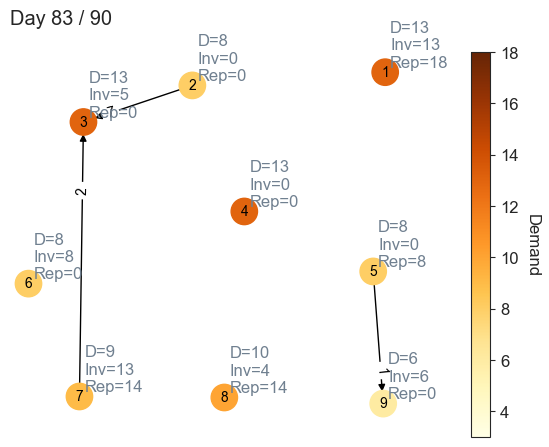 Day 83 / 90
D=13
Inv=13
Rep=18
1
D=8
Inv=0
Rep=0
2
D=13
Inv=5
Rep=0
3
2
D=13
Inv=0
Rep=0
4
D=8
Inv=0
Rep=8
5
D=8
Inv=8
Rep=0
6
D=9
Inv=13
Rep=14
7
D=10
Inv=4
Rep=14
8
D=6
Inv=6
Rep=0
9
18
16
14
12
10
8
6
4
Demand